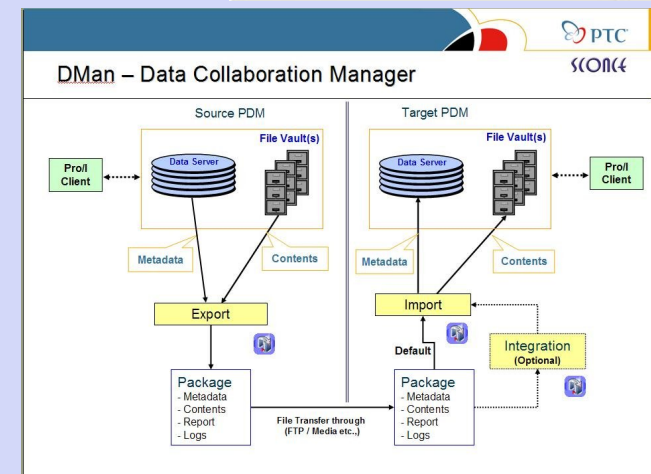 PTC
SCONCE
DMan – Data Collaboration Manager
Source PDM
Target PDM
File Vault(s)
Data Server
Pro/I
Client
File Vault(s)
Data Server
Pro/I
Client
Metadata
Contents
Metadata
Contents
Export
Import
Default
Integration
(Optional)
Package
- Metadata
- Contents
- Report
- Logs
File Transfer through
(FTP / Media etc.,)
Package
- Metadata
- Contents
- Report
- Logs